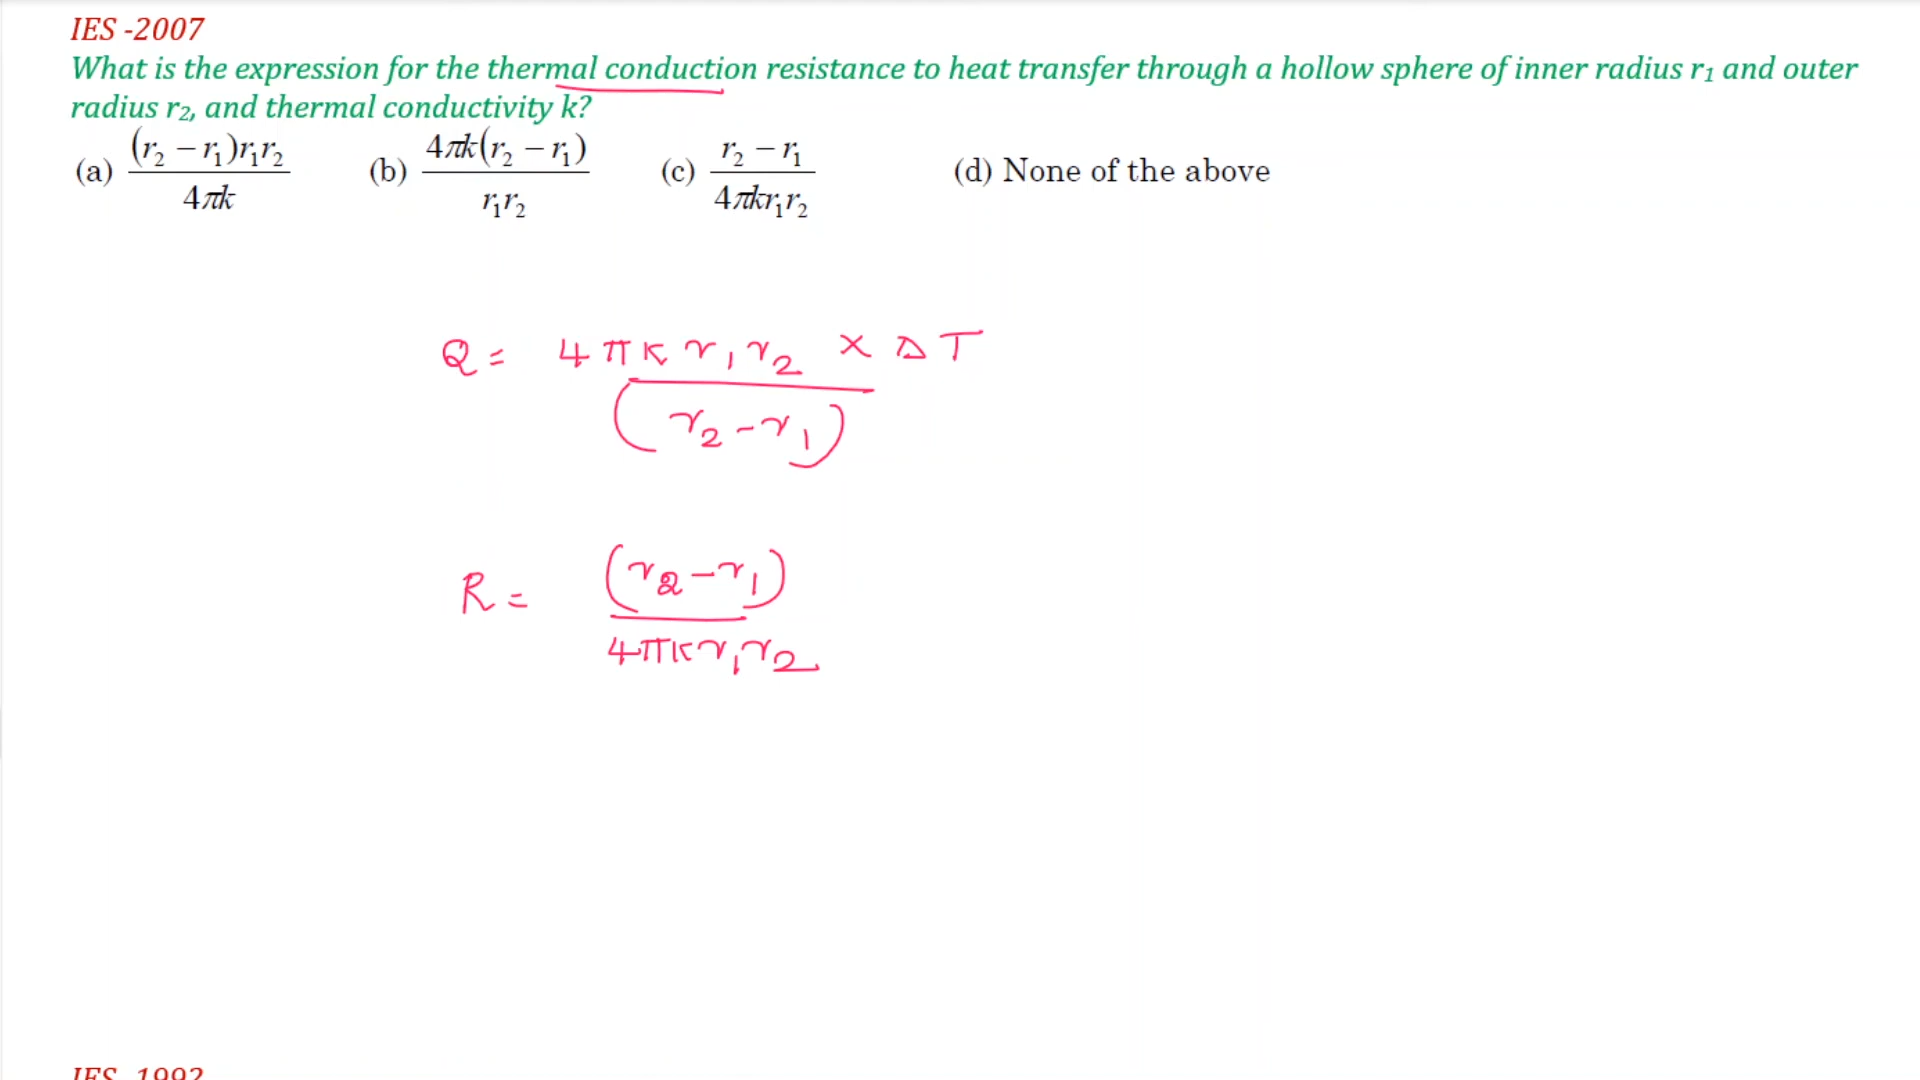 IES -2007
What is the expression for the thermal conduction resistance to heat transfer through a hollow sphere of inner radius r₁ and outer
radius r₂, and thermal conductivity k?
(a) (r₂ − r₁)r₁r₂ / 4πk (b) 4πk(r₂ − r₁) / r₁r₂ (c) r₂ − r₁ / 4πkr₁r₂ (d) None of the above
Q = 4πK r₁r₂ × ΔT
(r₂ - r₁)
R = (r₂ - r₁)
4πK r₁r₂
IES 1992